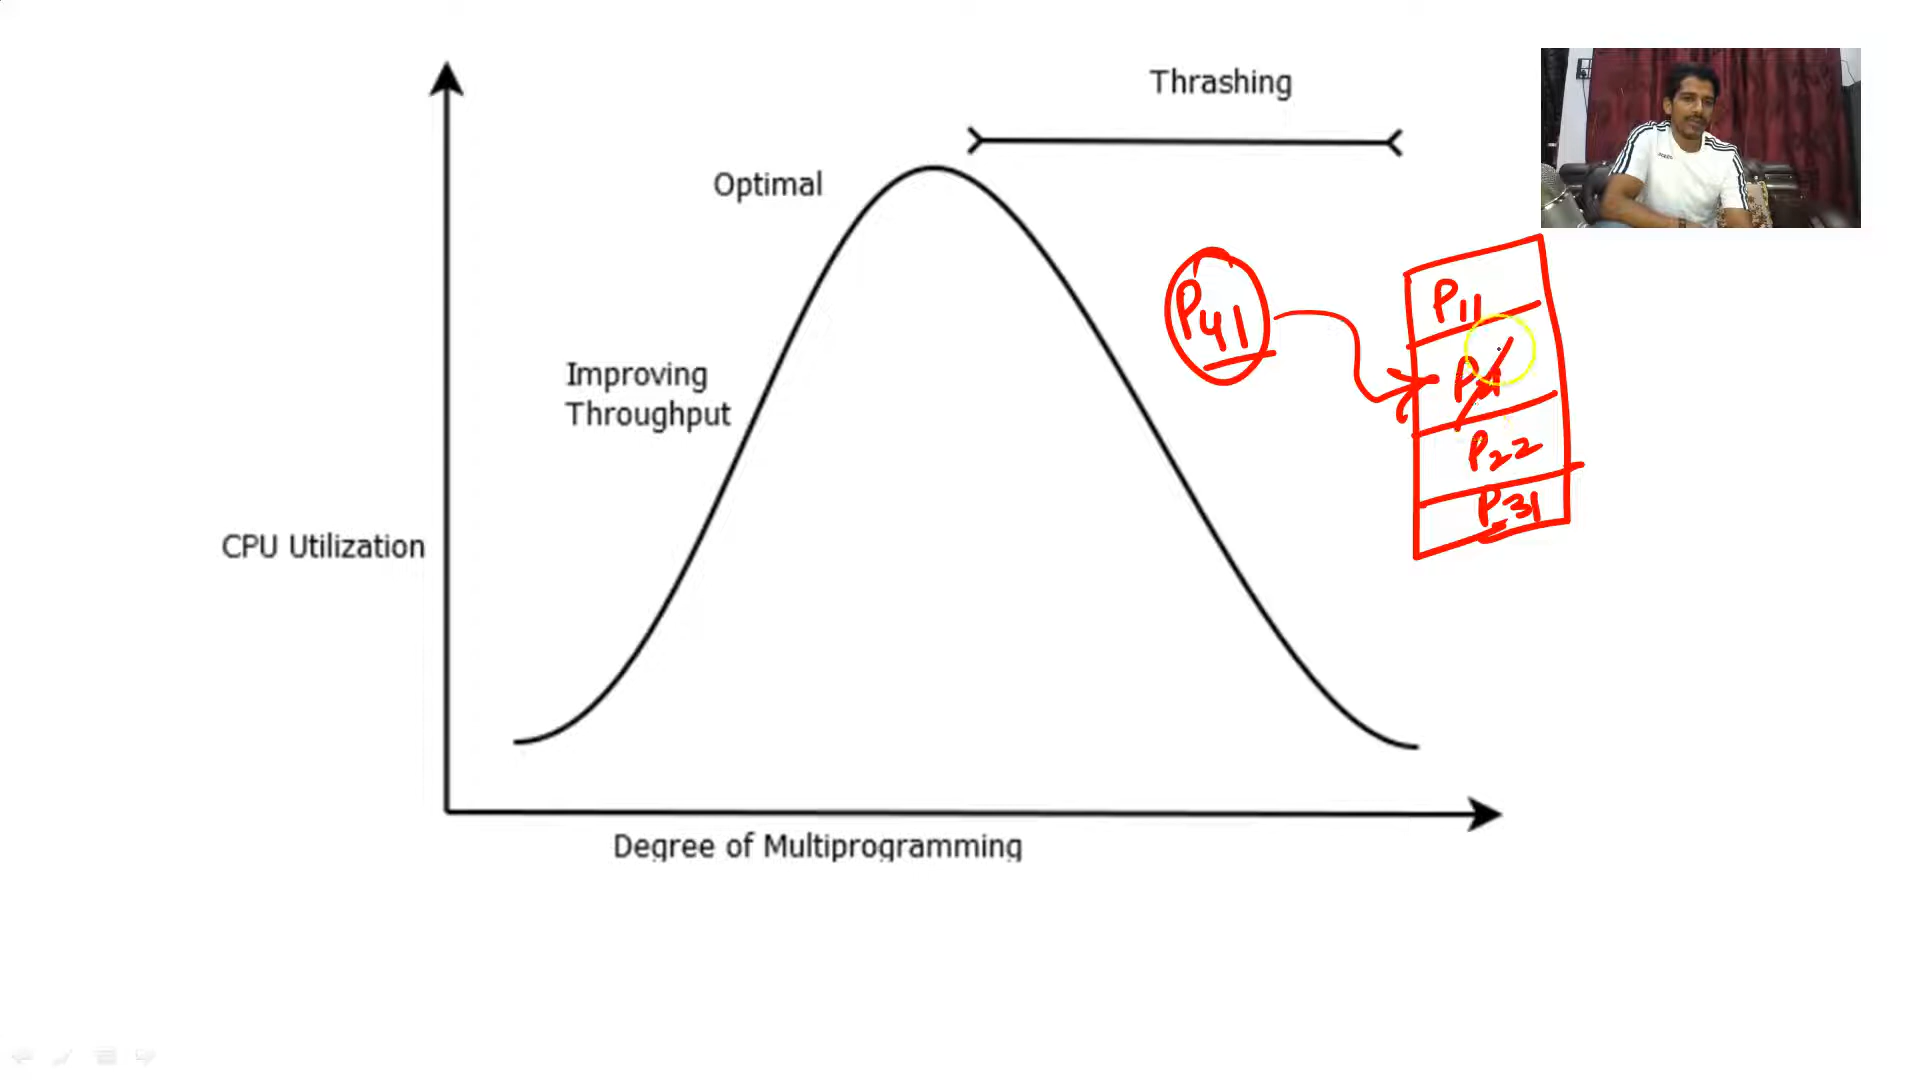 Thrashing
Optimal
P41
P11
Improving
Throughput
P22
P31
CPU Utilization
Degree of Multiprogramming